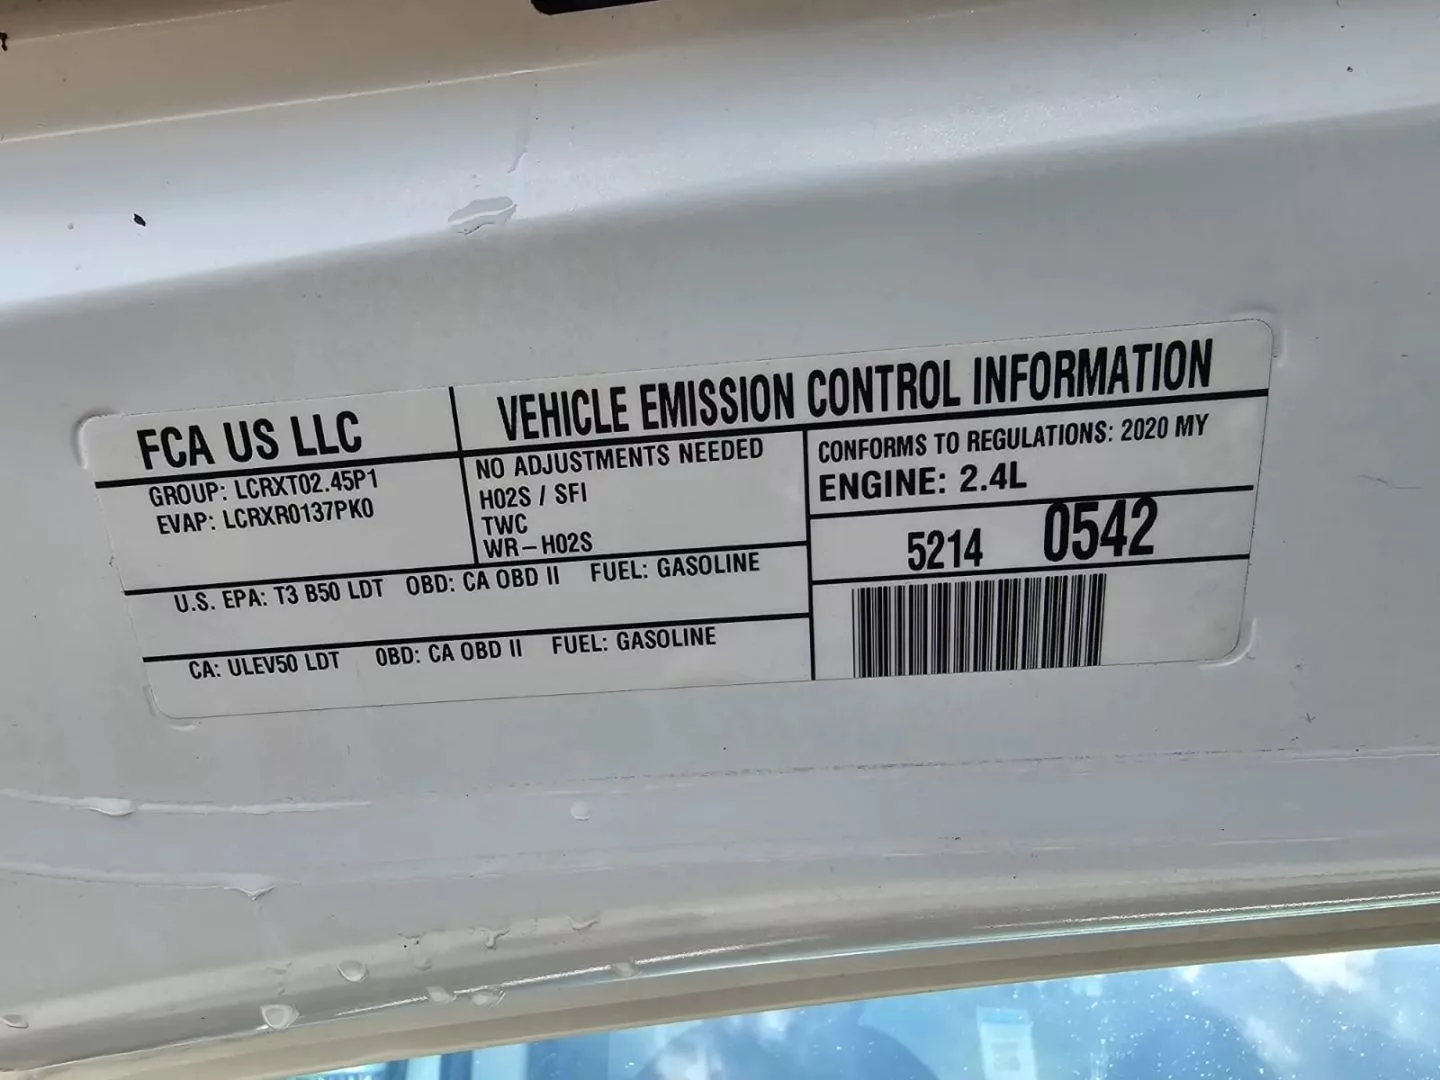 FCA US LLC
VEHICLE EMISSION CONTROL INFORMATION
GROUP: LCRXT02.45P1
EVAP: LCRXR0137PK0
NO ADJUSTMENTS NEEDED
H02S / SFI
TWC
WR-H02S
CONFORMS TO REGULATIONS: 2020 MY
ENGINE: 2.4L
5214 0542
U.S. EPA: T3 B50 LDT OBD: CA OBD II FUEL: GASOLINE
CA: ULEV50 LDT OBD: CA OBD II FUEL: GASOLINE